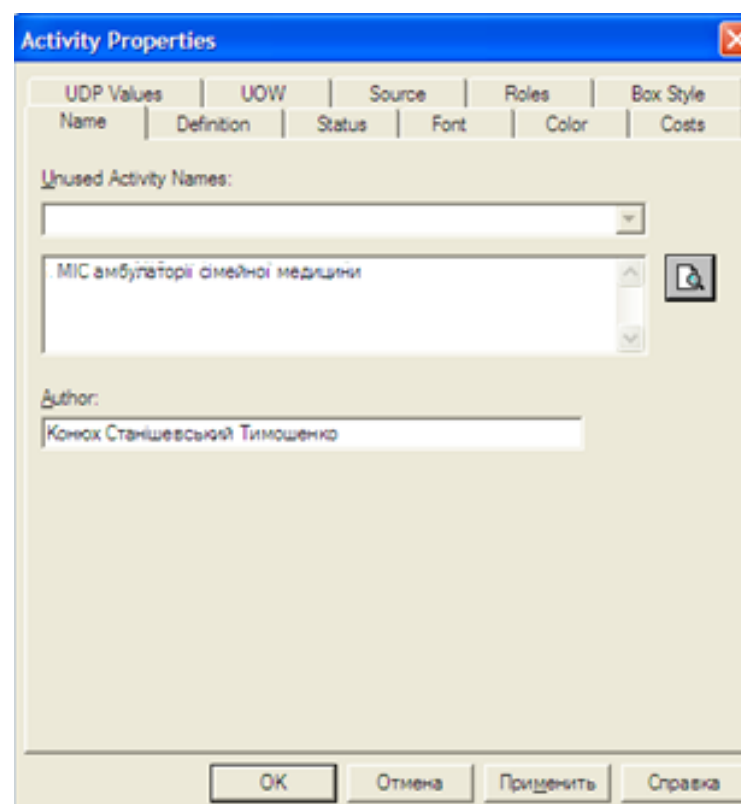 Activity Properties
UDP Values UOW Source Roles Box Style
Name Definition Status Font Color Costs
Unused Activity Names:
. МІС амбулаторії сімейної медицини
Author:
Конюх Станішевський Тимошенко
OK Отмена Применить Справка